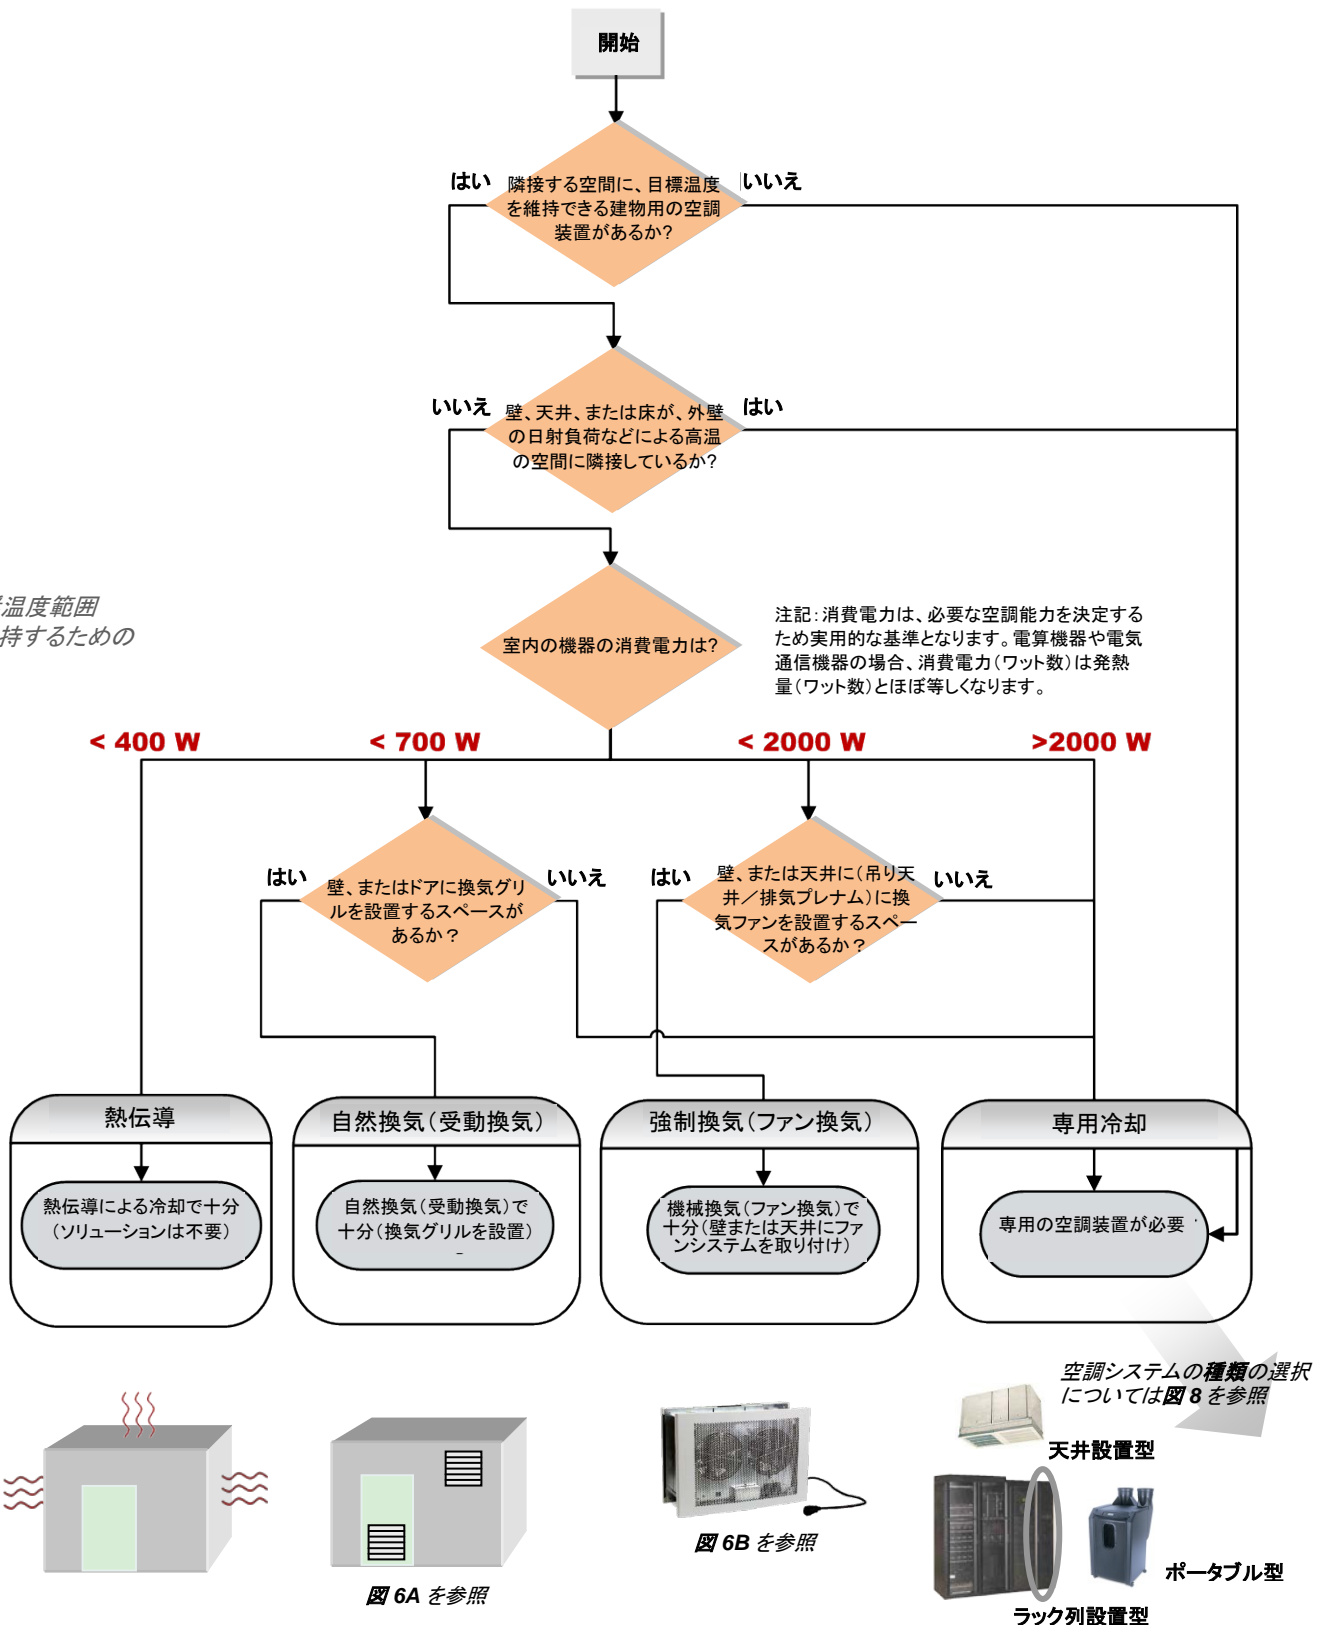 開始
はい
いいえ
隣接する空間に、目標温度
を維持できる建物用の空調
装置があるか?
いいえ
はい
壁、天井、または床が、外壁
の日射負荷などによる高温
の空間に隣接しているか?
温度範囲
持するための
室内の機器の消費電力は?
注記：消費電力は、必要な空調能力を決定する
ため実用的な基準となります。電算機器や電気
通信機器の場合、消費電力（ワット数）は発熱
量（ワット数）とほぼ等しくなります。
< 400 W
< 700 W
< 2000 W
>2000 W
はい
いいえ
壁、またはドアに換気グリ
ルを設置するスペースが
あるか？
はい
いいえ
壁、または天井に（吊り天
井／排気プレナム）に換
気ファンを設置するスペー
スがあるか？
熱伝導
自然換気（受動換気）
強制換気（ファン換気）
専用冷却
熱伝導による冷却で十分
（ソリューションは不要）
自然換気（受動換気）で
十分（換気グリルを設置）
機械換気（ファン換気）で
十分（壁または天井にファ
ンシステムを取り付け）
専用の空調装置が必要
空調システムの種類の選択
については図 8 を参照
天井設置型
図 6A を参照
図 6B を参照
ポータブル型
ラック列設置型